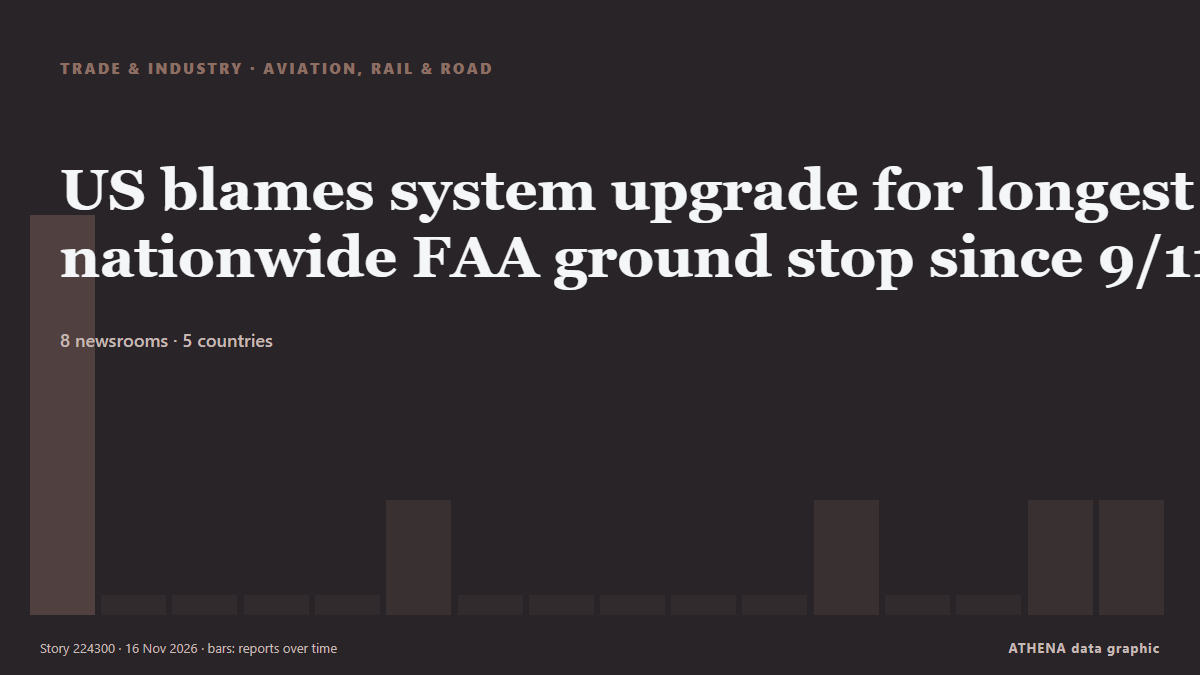 TRADE & INDUSTRY · AVIATION, RAIL & ROAD
US blames system upgrade for longest
nationwide FAA ground stop since 9/11
8 newsrooms · 5 countries
Story 224300 · 16 Nov 2026 · bars: reports over time
ATHENA data graphic